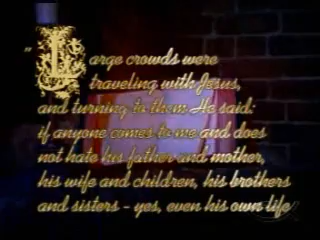 " Large crowds were
traveling with Jesus,
and turning to them He said:
if anyone comes to me and does
not hate his father and mother,
his wife and children, his brothers
and sisters - yes, even his own life